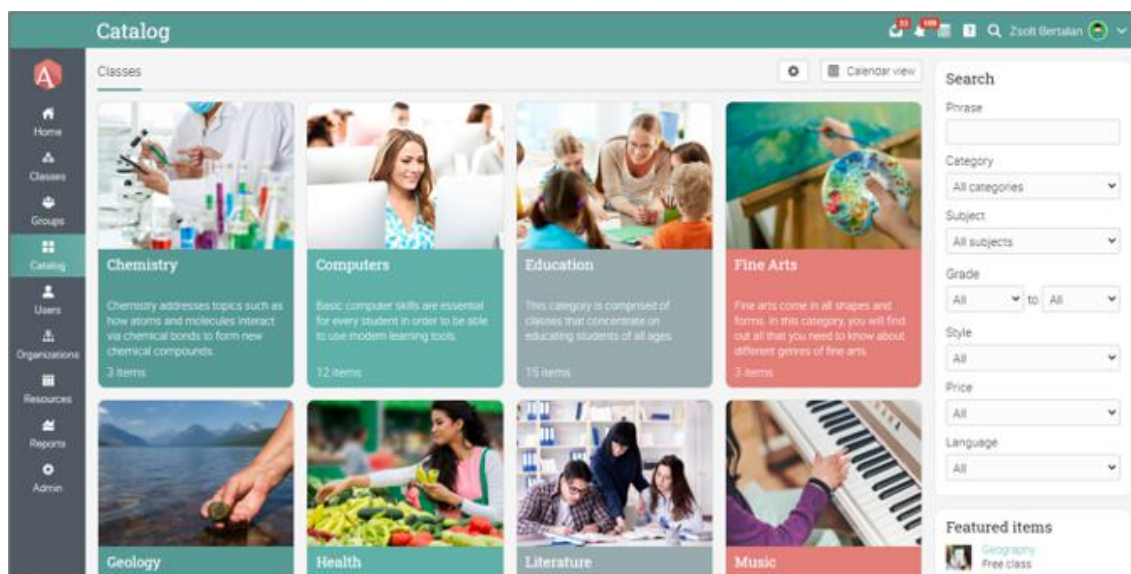 Catalog
53
109
Zsolt Bertalan
A
Home
Classes
Groups
Catalog
Users
Organizations
Resources
Reports
Admin
Classes
Calendar view
Chemistry
Chemistry addresses topics such as
how atoms and molecules interact
via chemical bonds to form new
chemical compounds.
3 items
Computers
Basic computer skills are essential
for every student in order to be able
to use modern learning tools.
12 items
Education
This category is comprised of
classes that concentrate on
educating students of all ages.
15 items
Fine Arts
Fine arts come in all shapes and
forms. In this category, you will find
out all that you need to know about
different genres of fine arts.
3 items
Geology
Health
Literature
Music
Search
Phrase
Category
All categories
Subject
All subjects
Grade
All to All
Style
All
Price
All
Language
All
Featured items
Geography
Free class